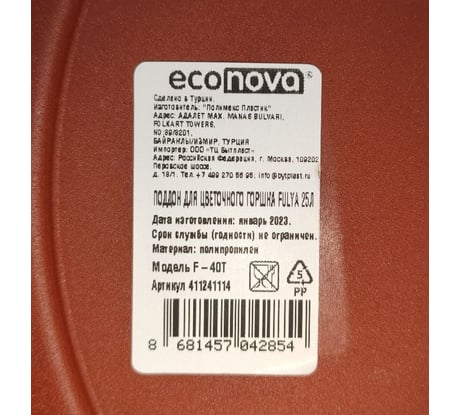 econova®
Сделано в Турции.
Изготовитель: "Полимекс Пластик"
Адрес: АДАЛЕТ МАХ. MANAS BULVARI.
FOLKART TOWERS.
NO:39/3201.
БАЙРАКЛЫ/ИЗМИР, ТУРЦИЯ
Импортер: ООО «ТЦ Бытпласт»
Адрес: Российская Федерация, г. Москва, 109202
Перовское шоссе,
д. 18/1. Тел.+7 499 270 56 96; info@bytplast.ru
ПОДДОН ДЛЯ ЦВЕТОЧНОГО ГОРШКА FULYA 25Л
Дата изготовления: январь 2023.
Срок службы (годности) не ограничен.
Материал: полипропилен
Модель F – 40T
Артикул 411241114
5
PP
8 681457 042854